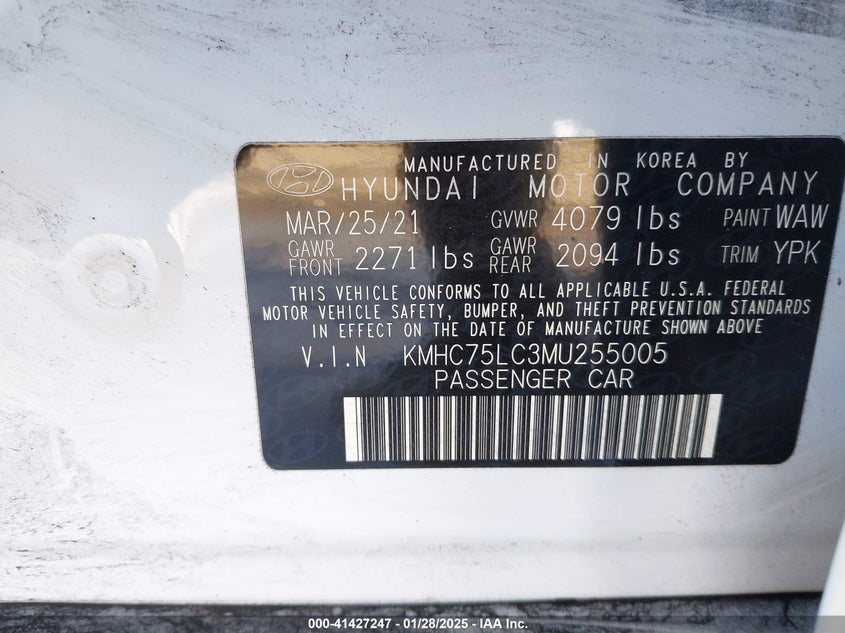 MANUFACTURED IN KOREA BY
HYUNDAI MOTOR COMPANY
MAR/25/21 GVWR 4079 lbs PAINT WAW
GAWR FRONT 2271 lbs GAWR REAR 2094 lbs TRIM YPK
THIS VEHICLE CONFORMS TO ALL APPLICABLE U.S.A. FEDERAL
MOTOR VEHICLE SAFETY, BUMPER, AND THEFT PREVENTION STANDARDS
IN EFFECT ON THE DATE OF MANUFACTURE SHOWN ABOVE
V.I.N KMHC75LC3MU255005
PASSENGER CAR
000-41427247 - 01/28/2025 - IAA Inc.